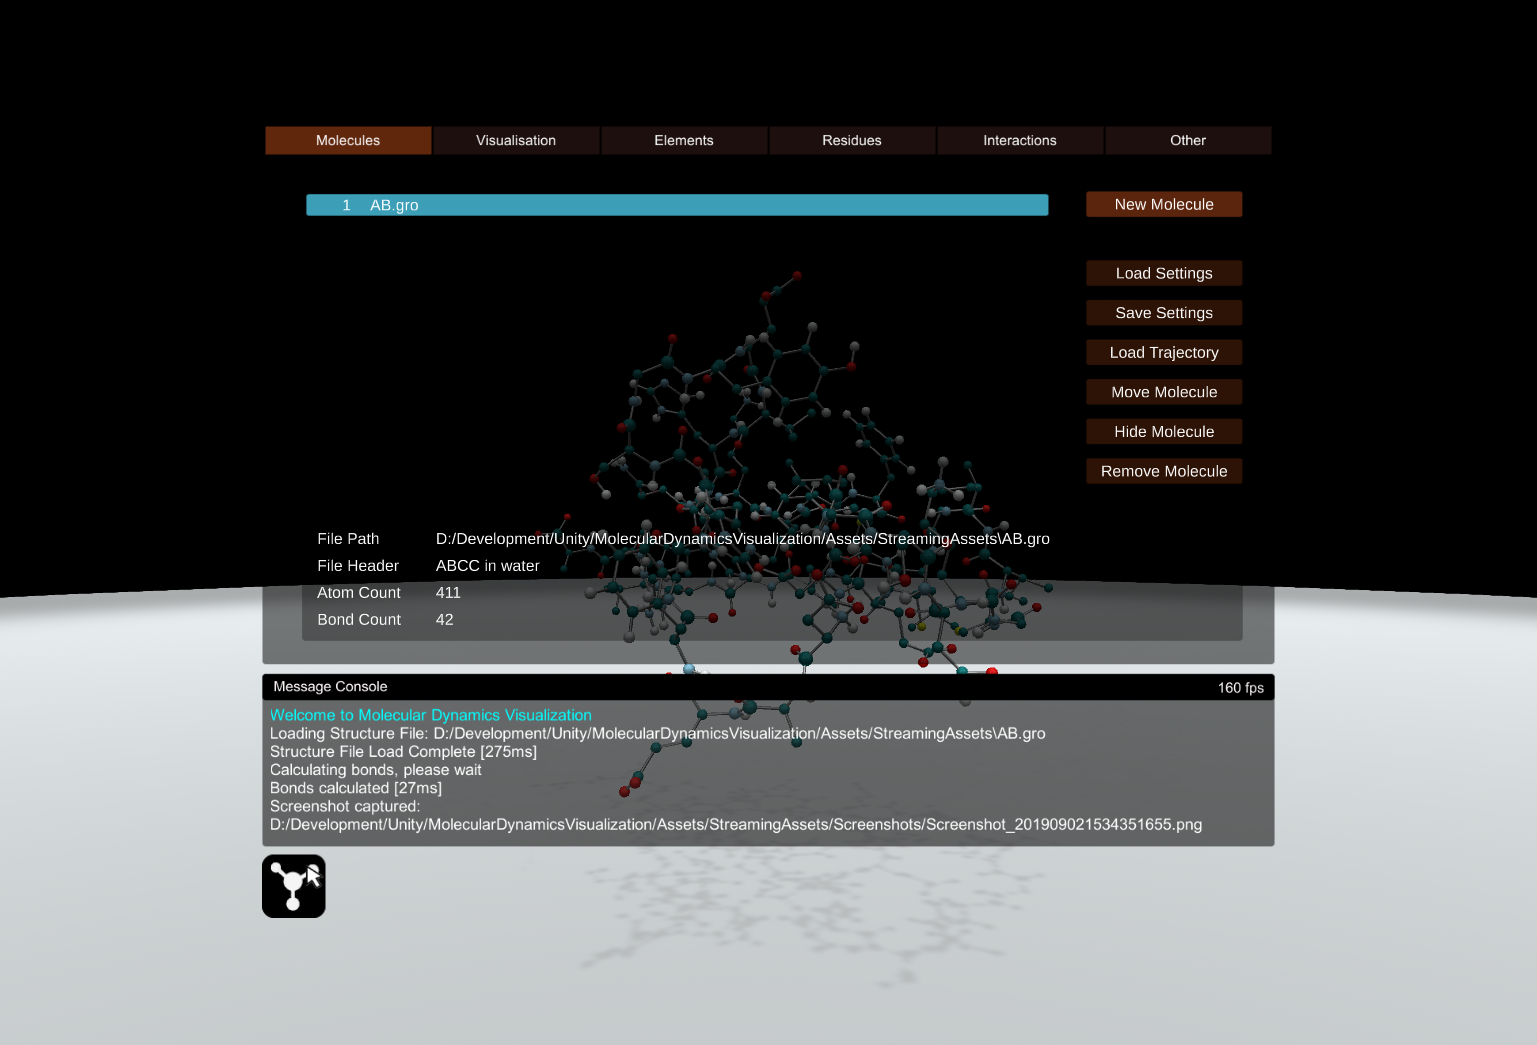 Molecules Visualisation Elements Residues Interactions Other
1 AB.gro
New Molecule
Load Settings
Save Settings
Load Trajectory
Move Molecule
Hide Molecule
Remove Molecule
File Path D:/Development/Unity/MolecularDynamicsVisualization/Assets/StreamingAssets\AB.gro
File Header ABCC in water
Atom Count 411
Bond Count 42
Message Console 160 fps
Welcome to Molecular Dynamics Visualization
Loading Structure File: D:/Development/Unity/MolecularDynamicsVisualization/Assets/StreamingAssets\AB.gro
Structure File Load Complete [275ms]
Calculating bonds, please wait
Bonds calculated [27ms]
Screenshot captured:
D:/Development/Unity/MolecularDynamicsVisualization/Assets/StreamingAssets/Screenshots/Screenshot_201909021534351655.png